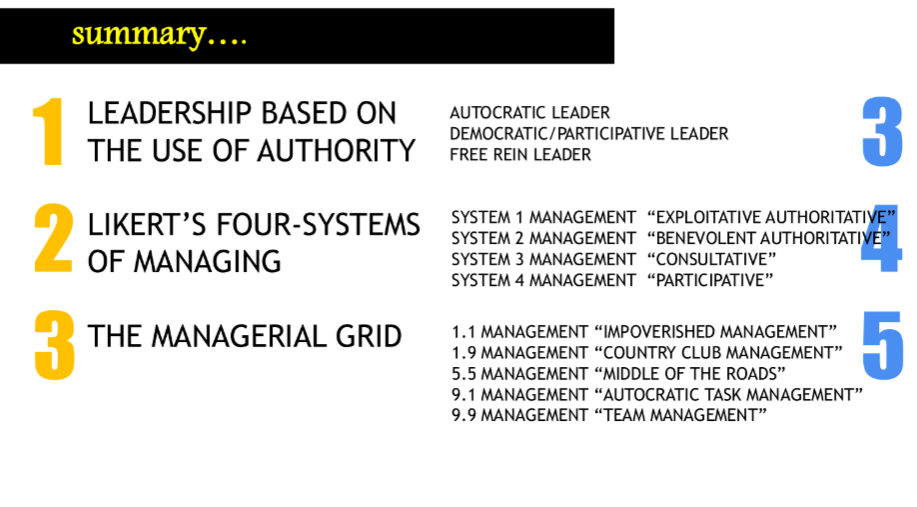 summary....
1 LEADERSHIP BASED ON
THE USE OF AUTHORITY
AUTOCRATIC LEADER
DEMOCRATIC/PARTICIPATIVE LEADER
FREE REIN LEADER
3
2 LIKERT’S FOUR-SYSTEMS
OF MANAGING
SYSTEM 1 MANAGEMENT “EXPLOITATIVE AUTHORITATIVE”
SYSTEM 2 MANAGEMENT “BENEVOLENT AUTHORITATIVE”
SYSTEM 3 MANAGEMENT “CONSULTATIVE”
SYSTEM 4 MANAGEMENT “PARTICIPATIVE”
4
3 THE MANAGERIAL GRID
1.1 MANAGEMENT “IMPOVERISHED MANAGEMENT”
1.9 MANAGEMENT “COUNTRY CLUB MANAGEMENT”
5.5 MANAGEMENT “MIDDLE OF THE ROADS”
9.1 MANAGEMENT “AUTOCRATIC TASK MANAGEMENT”
9.9 MANAGEMENT “TEAM MANAGEMENT”
5